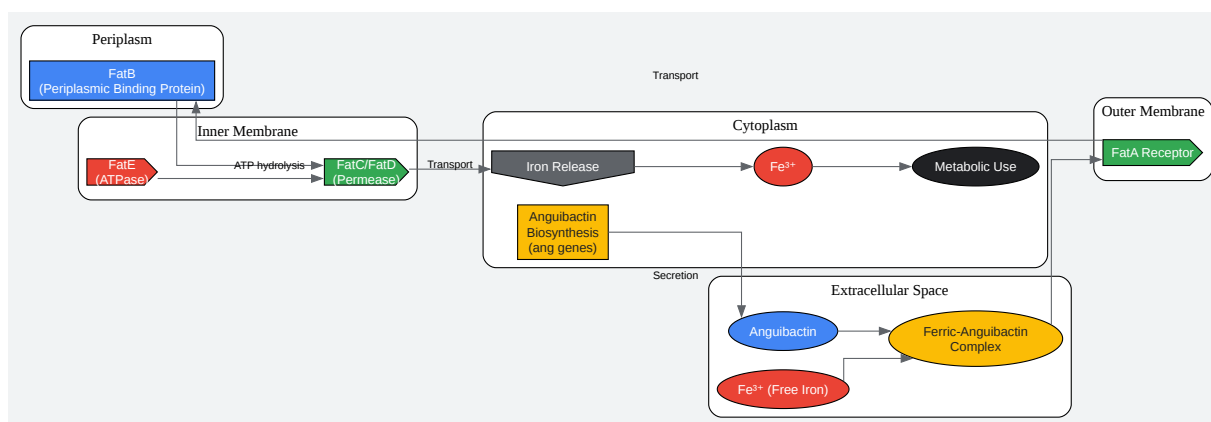 Periplasm
FatB
(Periplasmic Binding Protein)
Transport
Inner Membrane
FatE
(ATPase)
ATP hydrolysis
FatC/FatD
(Permease)
Transport
Cytoplasm
Iron Release
Fe³⁺
Metabolic Use
Anguibactin
Biosynthesis
(ang genes)
Outer Membrane
FatA Receptor
Secretion
Extracellular Space
Anguibactin
Ferric-Anguibactin
Complex
Fe³⁺ (Free Iron)